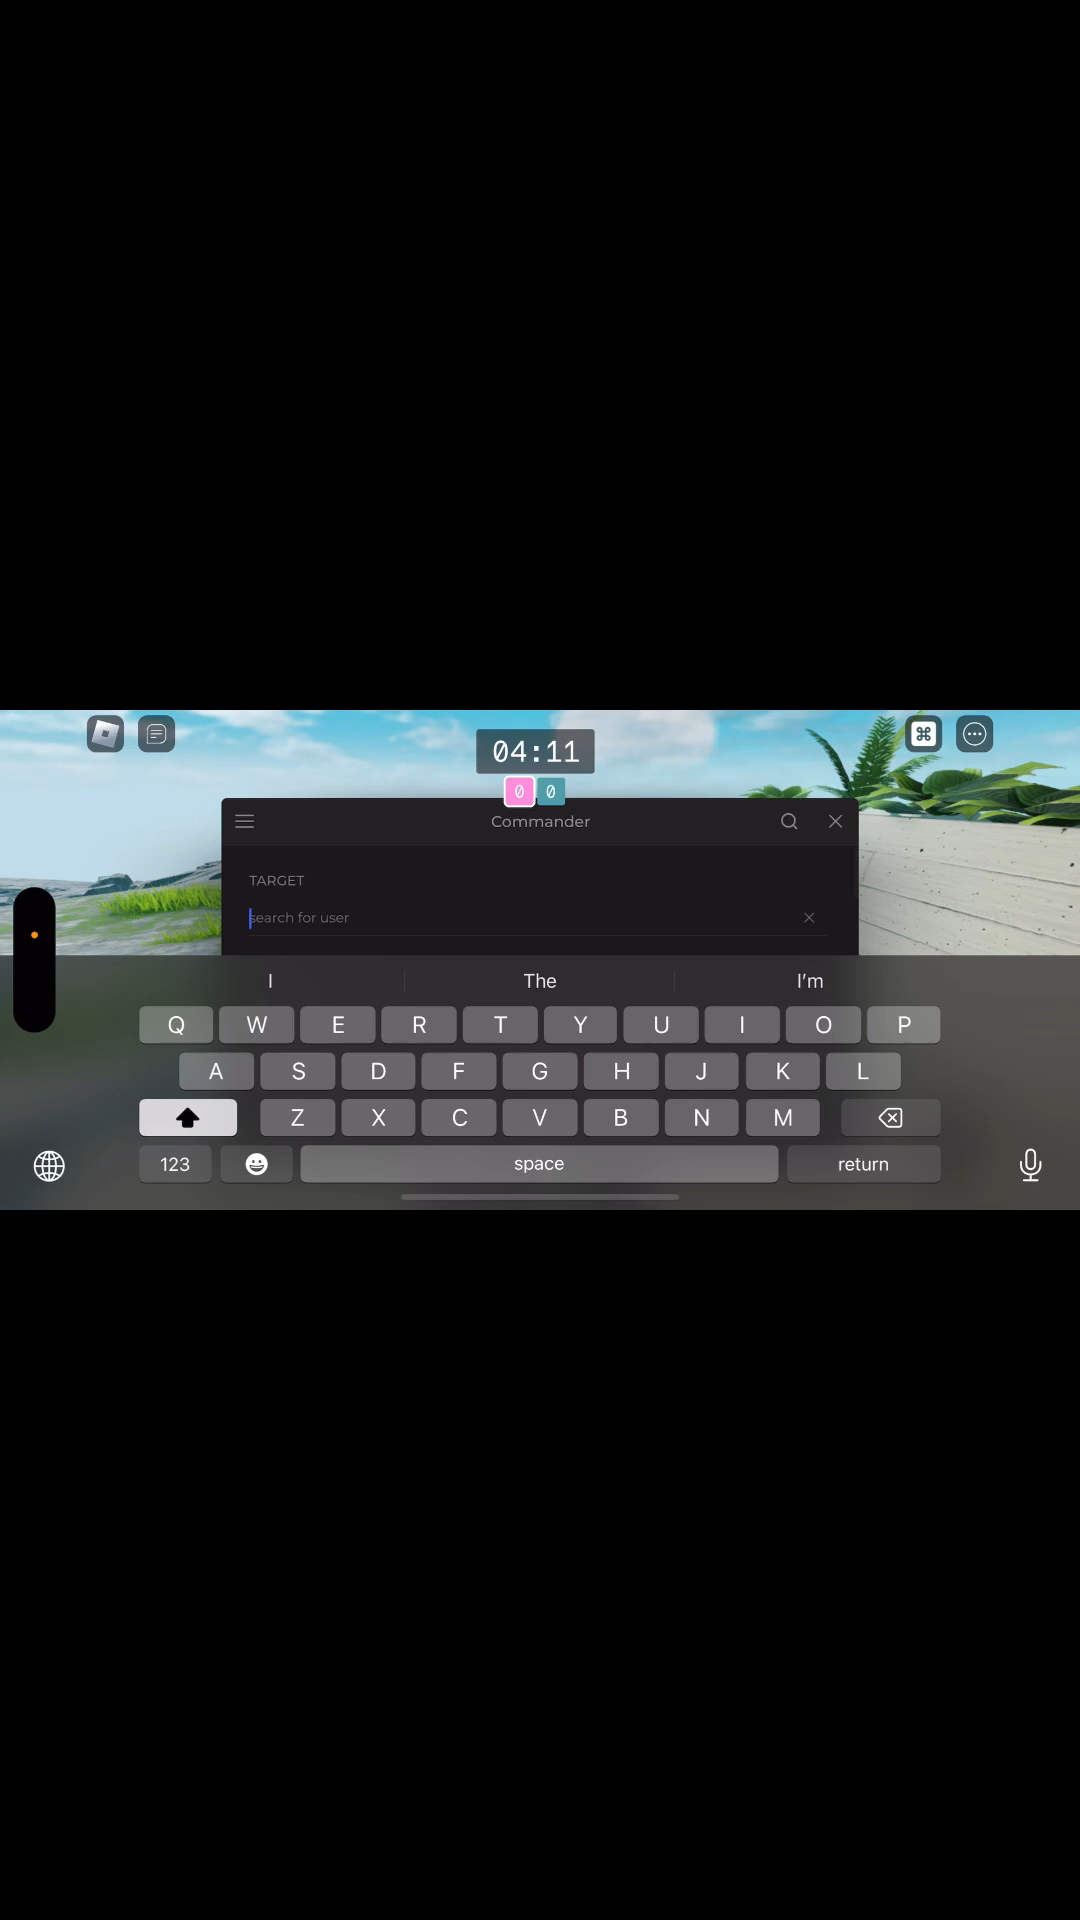 04:11
0 0
Commander
TARGET
search for user
I The I'm
Q W E R T Y U I O P
A S D F G H J K L
Z X C V B N M
123 space return